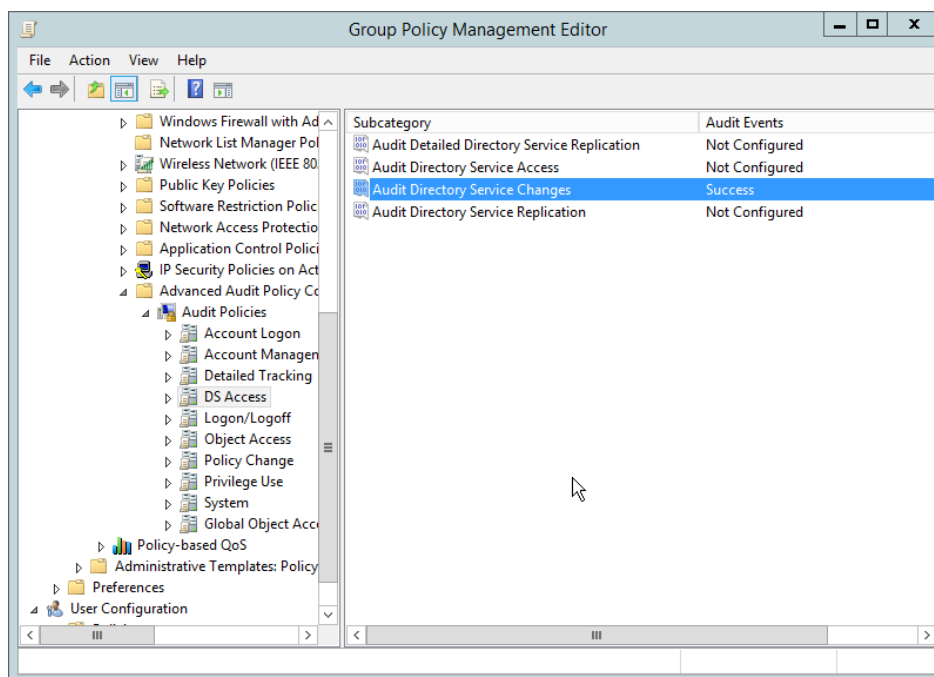 Group Policy Management Editor
File Action View Help
Windows Firewall with Ad
Network List Manager Pol
Wireless Network (IEEE 80
Public Key Policies
Software Restriction Polic
Network Access Protectio
Application Control Polici
IP Security Policies on Act
Advanced Audit Policy Co
Audit Policies
Account Logon
Account Managen
Detailed Tracking
DS Access
Logon/Logoff
Object Access
Policy Change
Privilege Use
System
Global Object Acce
Policy-based QoS
Administrative Templates: Policy
Preferences
User Configuration
Subcategory Audit Events
Audit Detailed Directory Service Replication Not Configured
Audit Directory Service Access Not Configured
Audit Directory Service Changes Success
Audit Directory Service Replication Not Configured